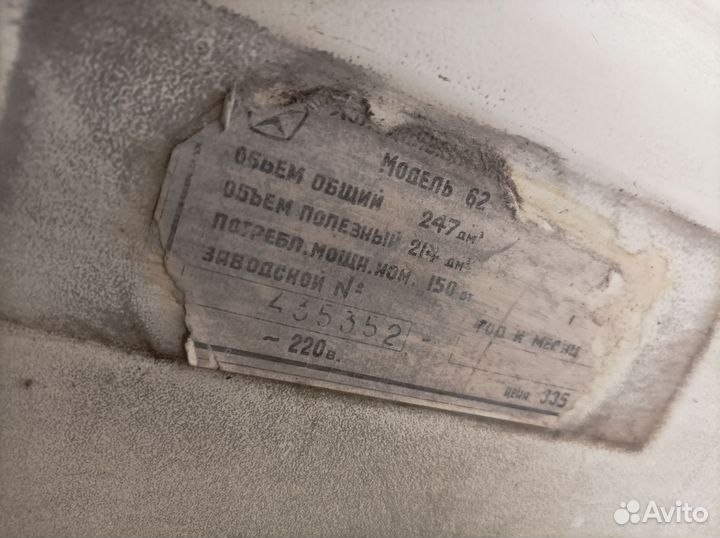 МОДЕЛЬ 62
ОБЪЕМ ОБЩИЙ 247 дм³
ОБЪЕМ ПОЛЕЗНЫЙ 214 дм³
ПОТРЕБЛ. МОЩН. НОМ. 150 вт
ЗАВОДСКОЙ №
435352 -
год и месяц
~ 220 в.
цена 335
Avito